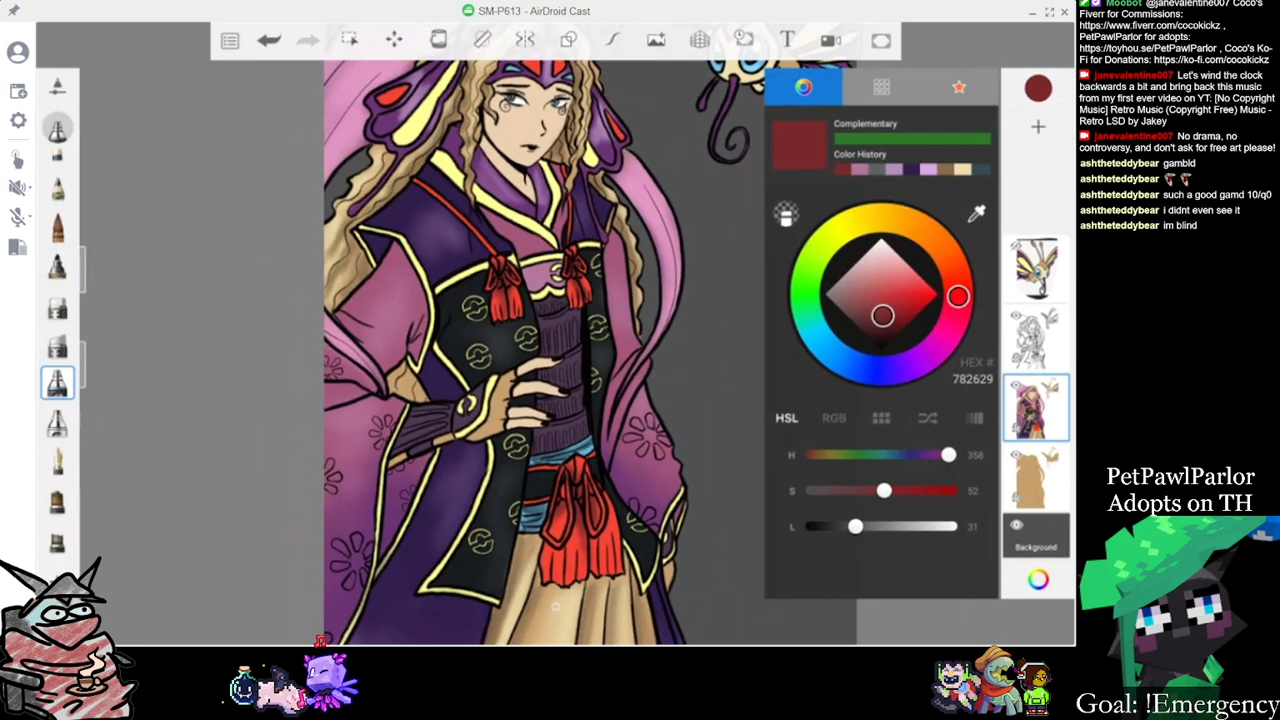 SM-P613 - AirDroid Cast
T
Complementary
Color History
HEX #
782629
HSL
RGB
H
358
S
52
L
31
Background
Moobot: @janevalentine007 Coco's
Fiverr for Commissions:
https://www.fiverr.com/cocokickz ,
PetPawlParlor for adopts:
https://toyhou.se/PetPawlParlor , Coco's Ko-
Fi for Donations: https://ko-fi.com/cocokickz
janevalentine007 Let's wind the clock
backwards a bit and bring back this music
from my first ever video on YT: [No Copyright
Music] Retro Music (Copyright Free) Music -
Retro LSD by Jakey
janevalentine007 No drama, no
controversy, and don't ask for free art please!
ashtheteddybear gambld
ashtheteddybear
ashtheteddybear such a good gamd 10/q0
ashtheteddybear i didnt even see it
ashtheteddybear im blind
PetPawlParlor
Adopts on TH
Goal: !Emergency